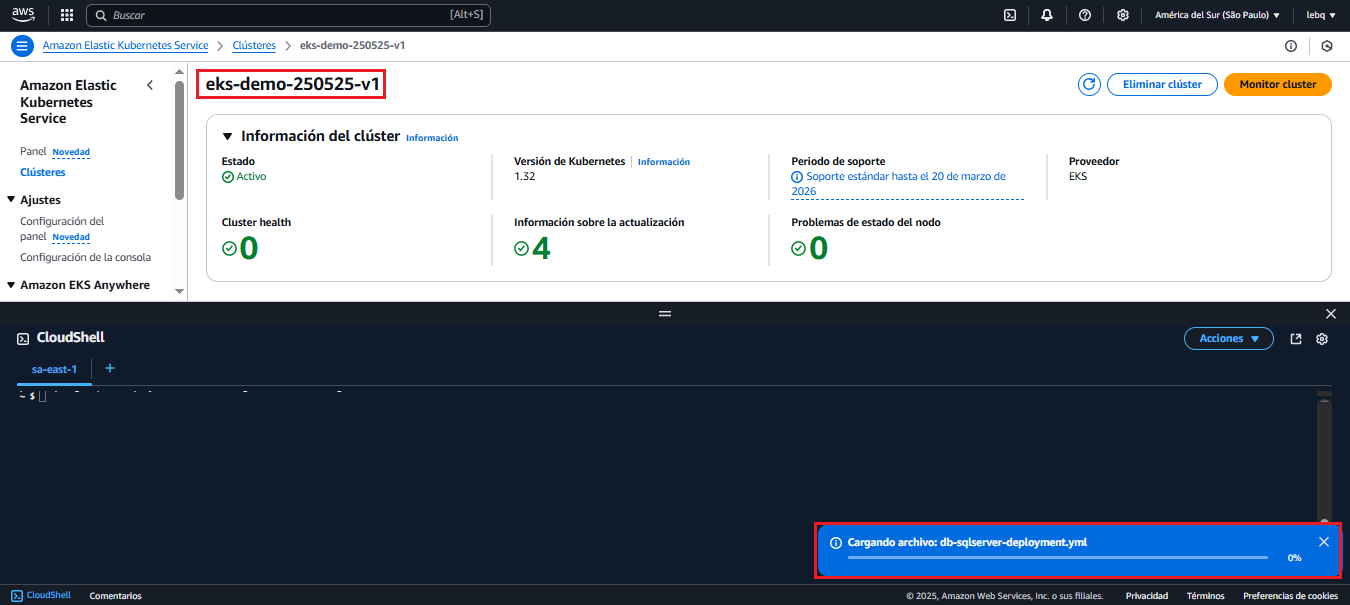 aws
Buscar
[Alt+S]
América del Sur (São Paulo)
lebq
Amazon Elastic Kubernetes Service
Clústeres
eks-demo-250525-v1
Amazon Elastic
Kubernetes
Service
Panel Novedad
Clústeres
Ajustes
Configuración del
panel Novedad
Configuración de la consola
Amazon EKS Anywhere
eks-demo-250525-v1
Eliminar clúster
Monitor cluster
Información del clúster Información
Estado
Activo
Versión de Kubernetes Información
1.32
Periodo de soporte
Soporte estándar hasta el 20 de marzo de
2026
Proveedor
EKS
Cluster health
0
Información sobre la actualización
4
Problemas de estado del nodo
0
CloudShell
Acciones
sa-east-1
+
~ $
Cargando archivo: db-sqlserver-deployment.yml
0%
CloudShell
Comentarios
© 2025, Amazon Web Services, Inc. o sus filiales.
Privacidad
Términos
Preferencias de cookies